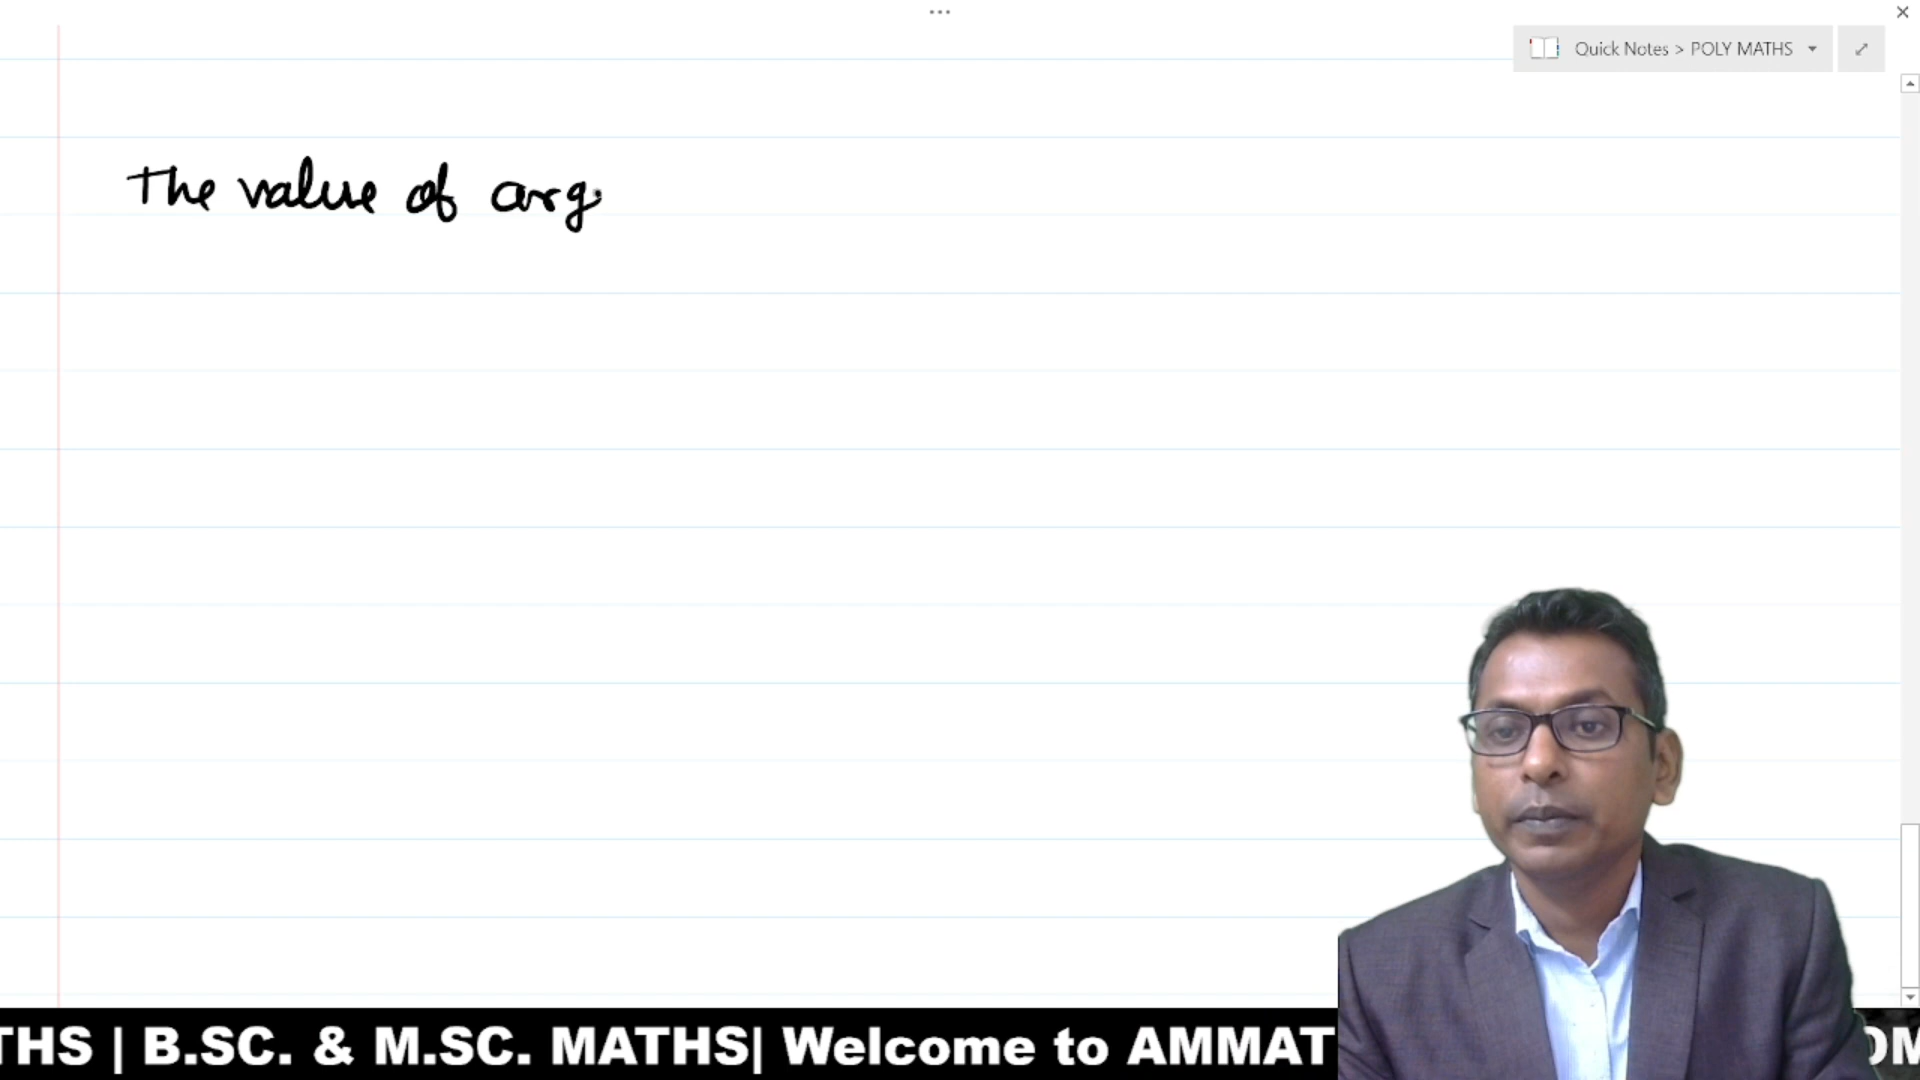 Quick Notes > POLY MATHS
The value of arg
THS | B.SC. & M.SC. MATHS| Welcome to AMMAT OM